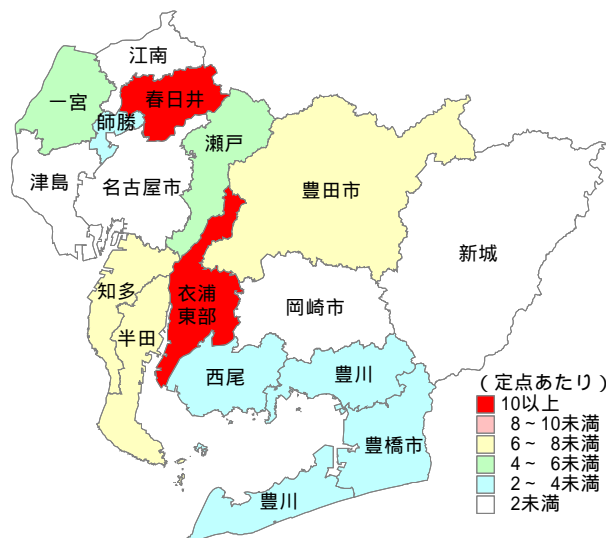 江南
一宮
春日井
師勝
瀬戸
津島
名古屋市
豊田市
新城
知多
衣浦
東部
半田
岡崎市
西尾
豊川
豊橋市
豊川
(定点あたり)
10以上
8~10未満
6~ 8未満
4~ 6未満
2~ 4未満
2未満